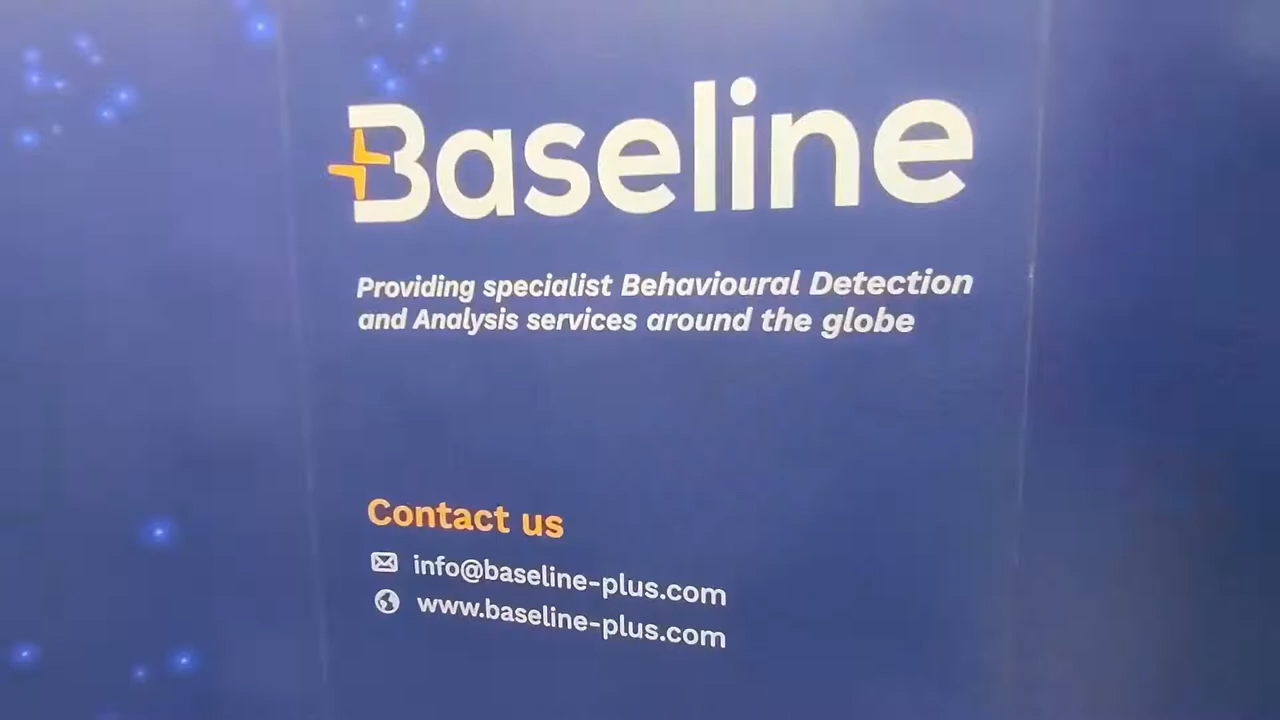 Baseline
Providing specialist Behavioural Detection
and Analysis services around the globe
Contact us
info@baseline-plus.com
www.baseline-plus.com